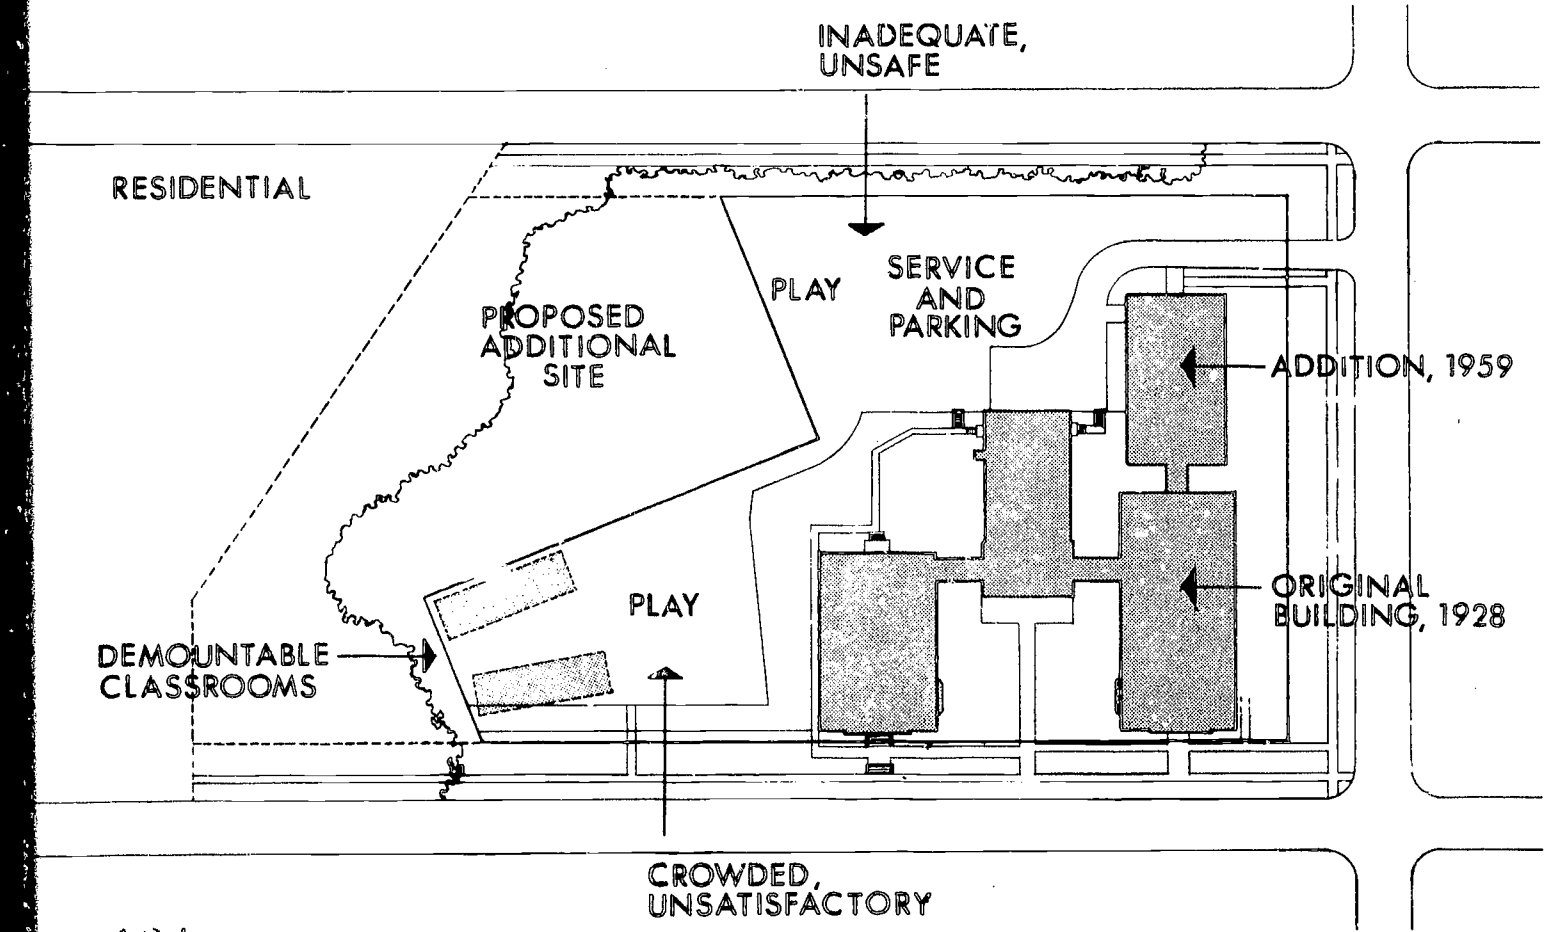 INADEQUATE,
UNSAFE
RESIDENTIAL
PLAY
SERVICE
AND
PARKING
PROPOSED
ADDITIONAL
SITE
ADDITION, 1959
ORIGINAL
BUILDING, 1928
PLAY
DEMOUNTABLE
CLASSROOMS
CROWDED,
UNSATISFACTORY